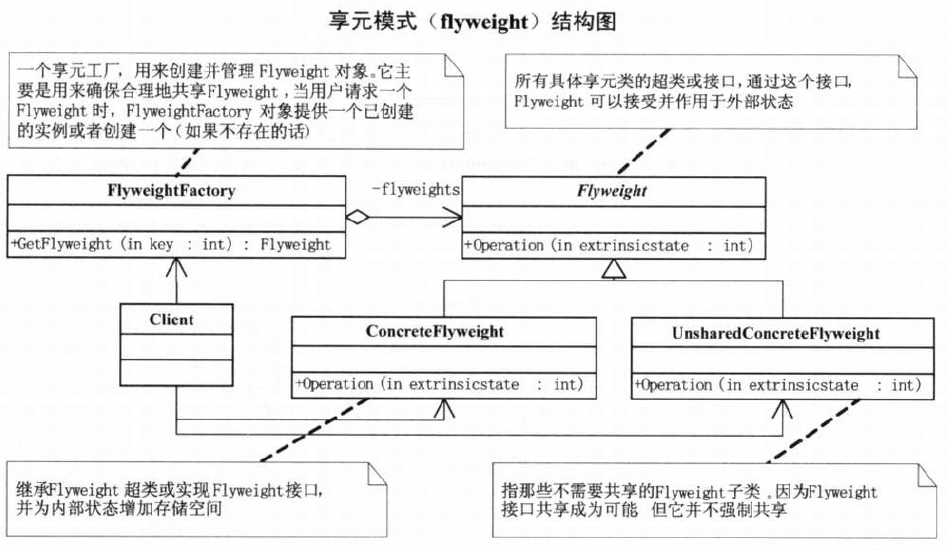 享元模式（flyweight）结构图
一个享元工厂，用来创建并管理 Flyweight 对象。它主
要是用来确保合理地共享Flyweight，当用户请求一个
Flyweight 时，FlyweightFactory 对象提供一个已创建
的实例或者创建一个（如果不存在的话）
所有具体享元类的超类或接口，通过这个接口，
Flyweight 可以接受并作用于外部状态
FlyweightFactory
+GetFlyweight (in key : int) : Flyweight
-flyweights
Flyweight
+Operation (in extrinsicstate : int)
Client
ConcreteFlyweight
+Operation (in extrinsicstate : int)
UnsharedConcreteFlyweight
+Operation (in extrinsicstate : int)
继承Flyweight 超类或实现 Flyweight接口，
并为内部状态增加存储空间
指那些不需要共享的Flyweight 子类。因为Flyweight
接口共享成为可能 但它并不强制共享